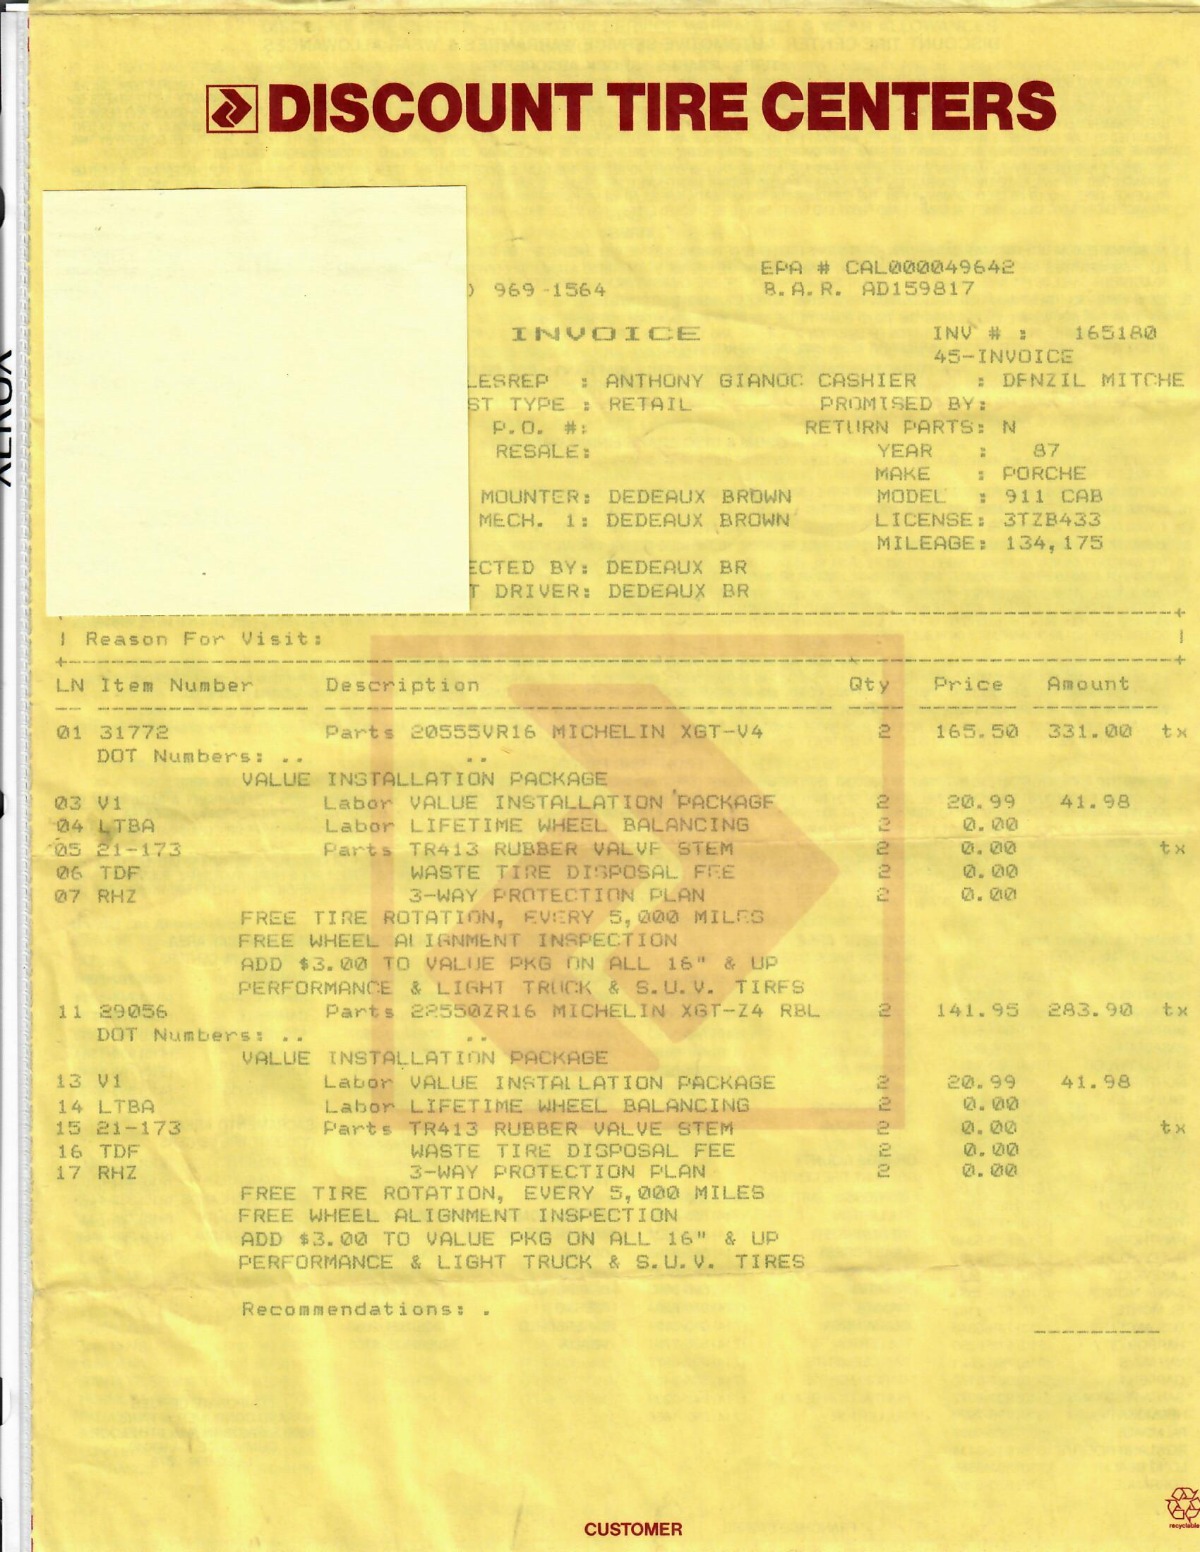 DISCOUNT TIRE CENTERS
EPA # CAL000049642
) 969-1564 B.A.R. AD159817
INVOICE INV # : 165180
45-INVOICE
LESREP : ANTHONY GIANOC CASHIER : DENZIL MITCHE
ST TYPE : RETAIL PROMISED BY:
P.O. #: RETURN PARTS: N
RESALE: YEAR : 87
MAKE : PORCHE
MOUNTER: DEDEAUX BROWN MODEL : 911 CAB
MECH. 1: DEDEAUX BROWN LICENSE: 3TZB433
MILEAGE: 134,175
ECTED BY: DEDEAUX BR
T DRIVER: DEDEAUX BR
| Reason For Visit: |
LN Item Number Description Qty Price Amount
01 31772 Parts 20555VR16 MICHELIN XGT-V4 2 165.50 331.00 tx
DOT Numbers: .. ..
VALUE INSTALLATION PACKAGE
03 V1 Labor VALUE INSTALLATION PACKAGE 2 20.99 41.98
04 LTBA Labor LIFETIME WHEEL BALANCING 2 0.00
05 21-173 Parts TR413 RUBBER VALVE STEM 2 0.00 tx
06 TDF WASTE TIRE DISPOSAL FEE 2 0.00
07 RHZ 3-WAY PROTECTION PLAN 2 0.00
FREE TIRE ROTATION, EVERY 5,000 MILES
FREE WHEEL ALIGNMENT INSPECTION
ADD $3.00 TO VALUE PKG ON ALL 16" & UP
PERFORMANCE & LIGHT TRUCK & S.U.V. TIRES
11 29056 Parts 22550ZR16 MICHELIN XGT-Z4 RBL 2 141.95 283.90 tx
DOT Numbers: .. ..
VALUE INSTALLATION PACKAGE
13 V1 Labor VALUE INSTALLATION PACKAGE 2 20.99 41.98
14 LTBA Labor LIFETIME WHEEL BALANCING 2 0.00
15 21-173 Parts TR413 RUBBER VALVE STEM 2 0.00 tx
16 TDF WASTE TIRE DISPOSAL FEE 2 0.00
17 RHZ 3-WAY PROTECTION PLAN 2 0.00
FREE TIRE ROTATION, EVERY 5,000 MILES
FREE WHEEL ALIGNMENT INSPECTION
ADD $3.00 TO VALUE PKG ON ALL 16" & UP
PERFORMANCE & LIGHT TRUCK & S.U.V. TIRES
Recommendations: .
CUSTOMER
recyclable
XEROX